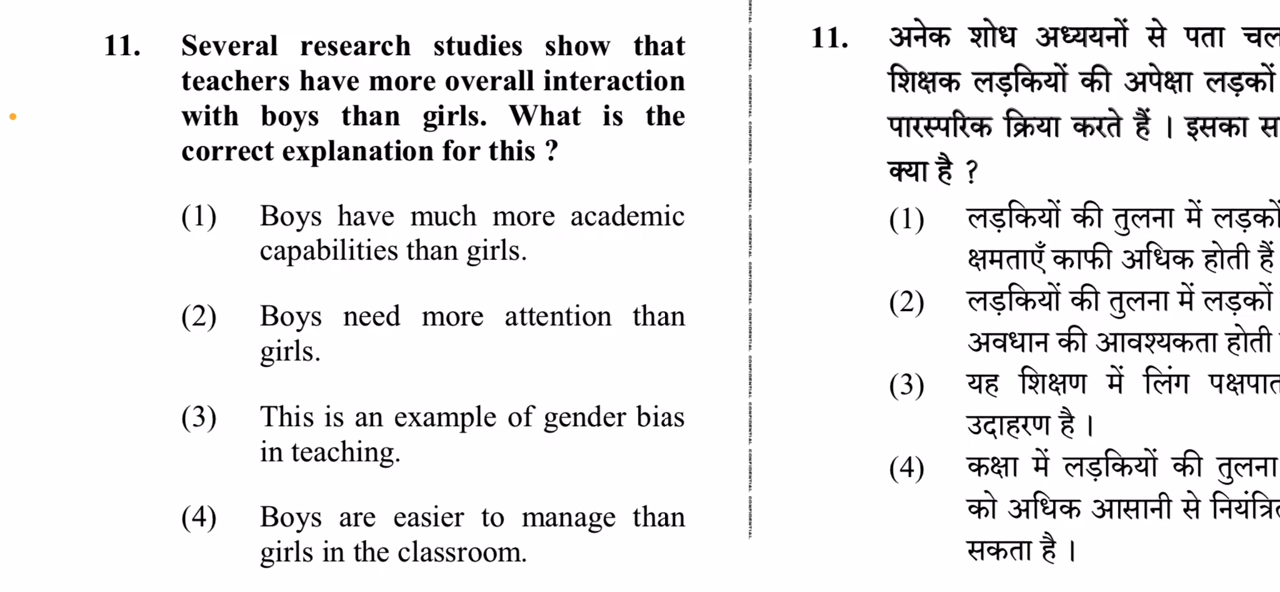 11. Several research studies show that
teachers have more overall interaction
with boys than girls. What is the
correct explanation for this ?
(1) Boys have much more academic
capabilities than girls.
(2) Boys need more attention than
girls.
(3) This is an example of gender bias
in teaching.
(4) Boys are easier to manage than
girls in the classroom.
11. अनेक शोध अध्ययनों से पता
शिक्षक लड़कियों की अपेक्षा लड़कों
पारस्परिक क्रिया करते हैं । इसका
क्या है ?
(1) लड़कियों की तुलना में लड़कों
क्षमताएँ काफी अधिक होती हैं
(2) लड़कियों की तुलना में लड़कों
अवधान की आवश्यकता होती
(3) यह शिक्षण में लिंग
उदाहरण है ।
(4) कक्षा में लड़कियों की तुलना
को अधिक आसानी से
सकता है ।